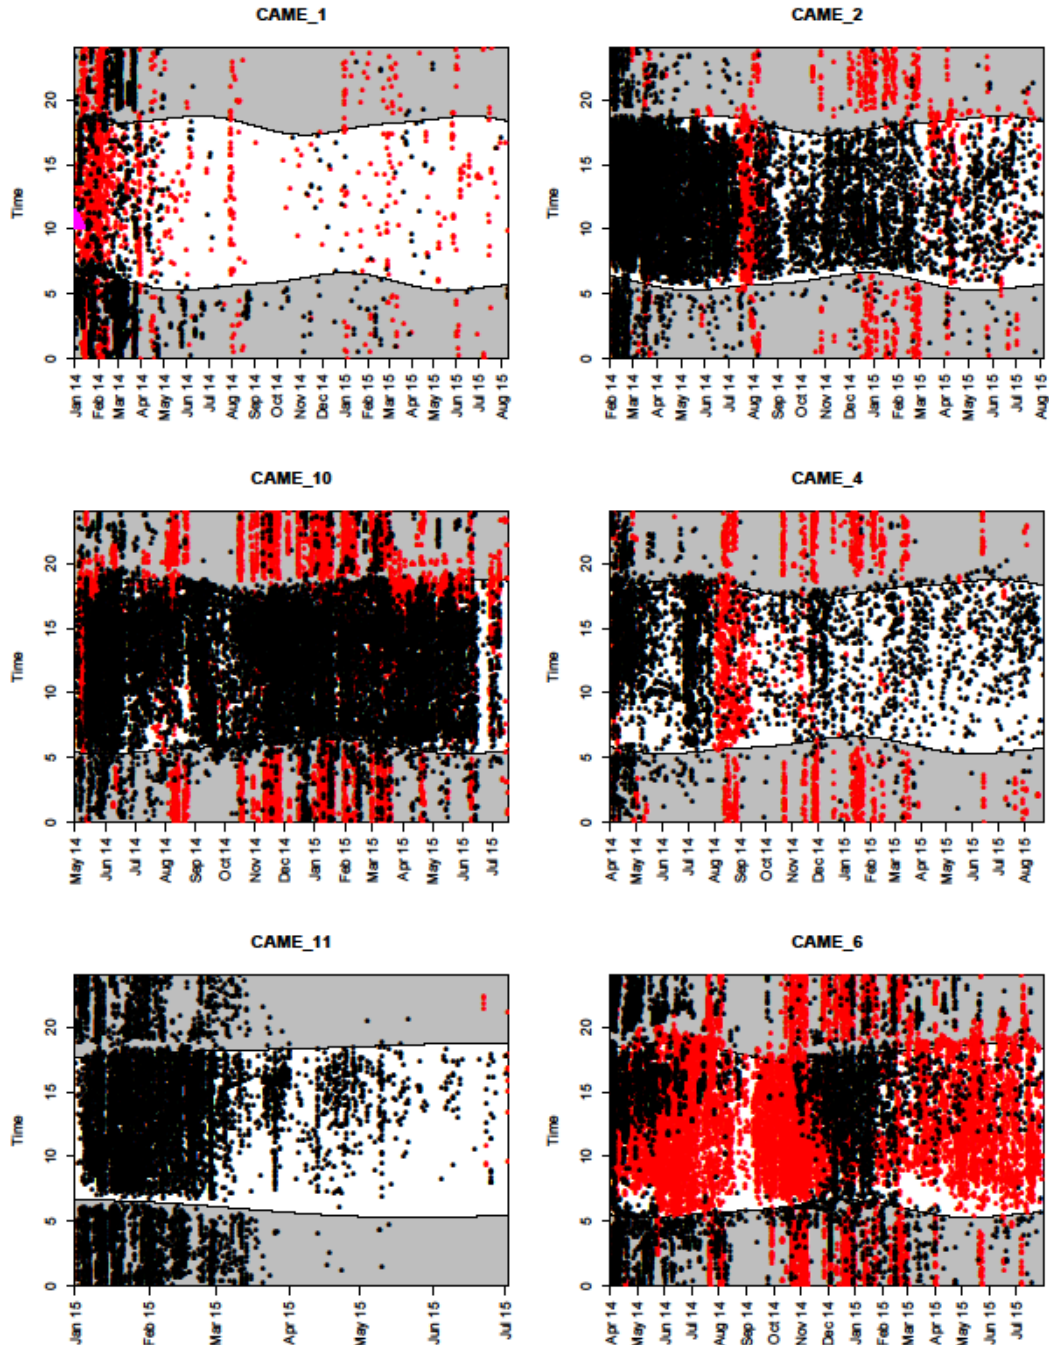 CAME_1
Time
0 5 10 15 20
Jan 14 Feb 14 Mar 14 Apr 14 May 14 Jun 14 Jul 14 Aug 14 Sep 14 Oct 14 Nov 14 Dec 14 Jan 15 Feb 15 Mar 15 Apr 15 May 15 Jun 15 Jul 15 Aug 15
CAME_2
Time
0 5 10 15 20
Feb 14 Mar 14 Apr 14 May 14 Jun 14 Jul 14 Aug 14 Sep 14 Oct 14 Nov 14 Dec 14 Jan 15 Feb 15 Mar 15 Apr 15 May 15 Jun 15 Jul 15 Aug 15
CAME_10
Time
0 5 10 15 20
May 14 Jun 14 Jul 14 Aug 14 Sep 14 Oct 14 Nov 14 Dec 14 Jan 15 Feb 15 Mar 15 Apr 15 May 15 Jun 15 Jul 15
CAME_4
Time
0 5 10 15 20
Apr 14 May 14 Jun 14 Jul 14 Aug 14 Sep 14 Oct 14 Nov 14 Dec 14 Jan 15 Feb 15 Mar 15 Apr 15 May 15 Jun 15 Jul 15 Aug 15
CAME_11
Time
0 5 10 15 20
Jan 15 Feb 15 Mar 15 Apr 15 May 15 Jun 15 Jul 15
CAME_6
Time
0 5 10 15 20
Apr 14 May 14 Jun 14 Jul 14 Aug 14 Sep 14 Oct 14 Nov 14 Dec 14 Jan 15 Feb 15 Mar 15 Apr 15 May 15 Jun 15 Jul 15